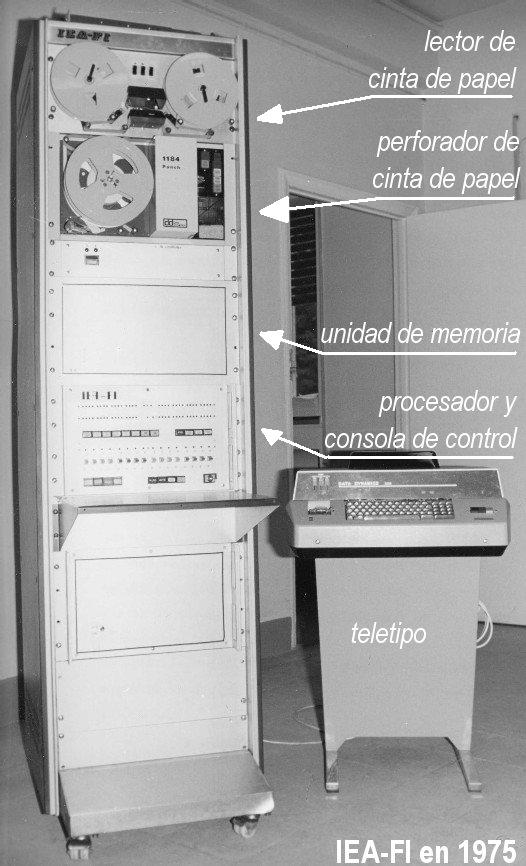 IEA-FI
lector de
cinta de papel
1184
Punch
dd
perforador de
cinta de papel
unidad de memoria
IEA-FI
procesador y
consola de control
DATA DYNAMICS
teletipo
IEA-FI en 1975